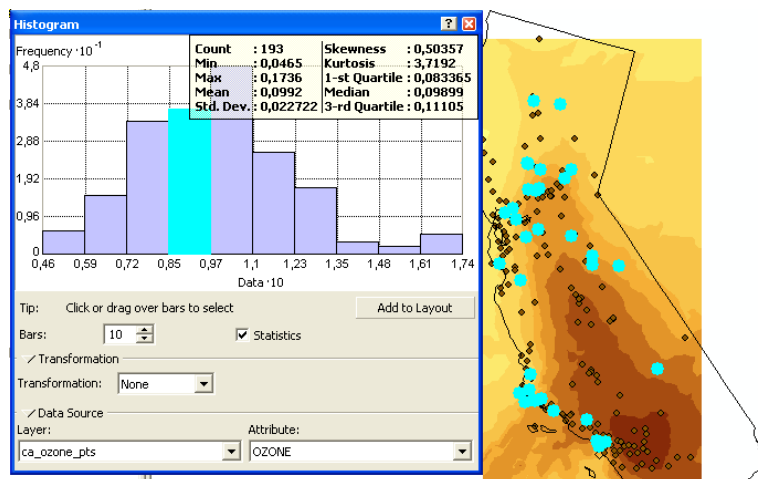 Histogram
Frequency ·10⁻¹
Count : 193 Skewness : 0,50357
Min : 0,0465 Kurtosis : 3,7192
Max : 0,1736 1-st Quartile : 0,083365
Mean : 0,0992 Median : 0,09899
Std. Dev. : 0,022722 3-rd Quartile : 0,11105
4,8
3,84
2,88
1,92
0,96
0
0,46 0,59 0,72 0,85 0,97 1,1 1,23 1,35 1,48 1,61 1,74
Data ·10
Tip: Click or drag over bars to select Add to Layout
Bars: 10 Statistics
Transformation
Transformation: None
Data Source
Layer: Attribute:
ca_ozone_pts OZONE